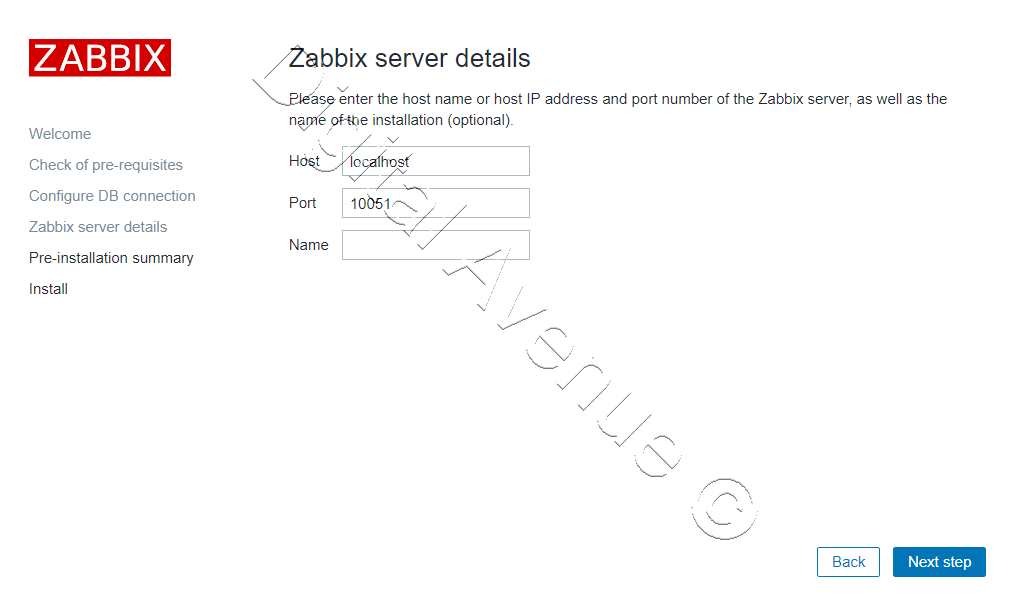 ZABBIX
Zabbix server details
Please enter the host name or host IP address and port number of the Zabbix server, as well as the
name of the installation (optional).
Welcome
Check of pre-requisites
Configure DB connection
Zabbix server details
Pre-installation summary
Install
Host localhost
Port 10051
Name
Digital Avenue ©
Back Next step